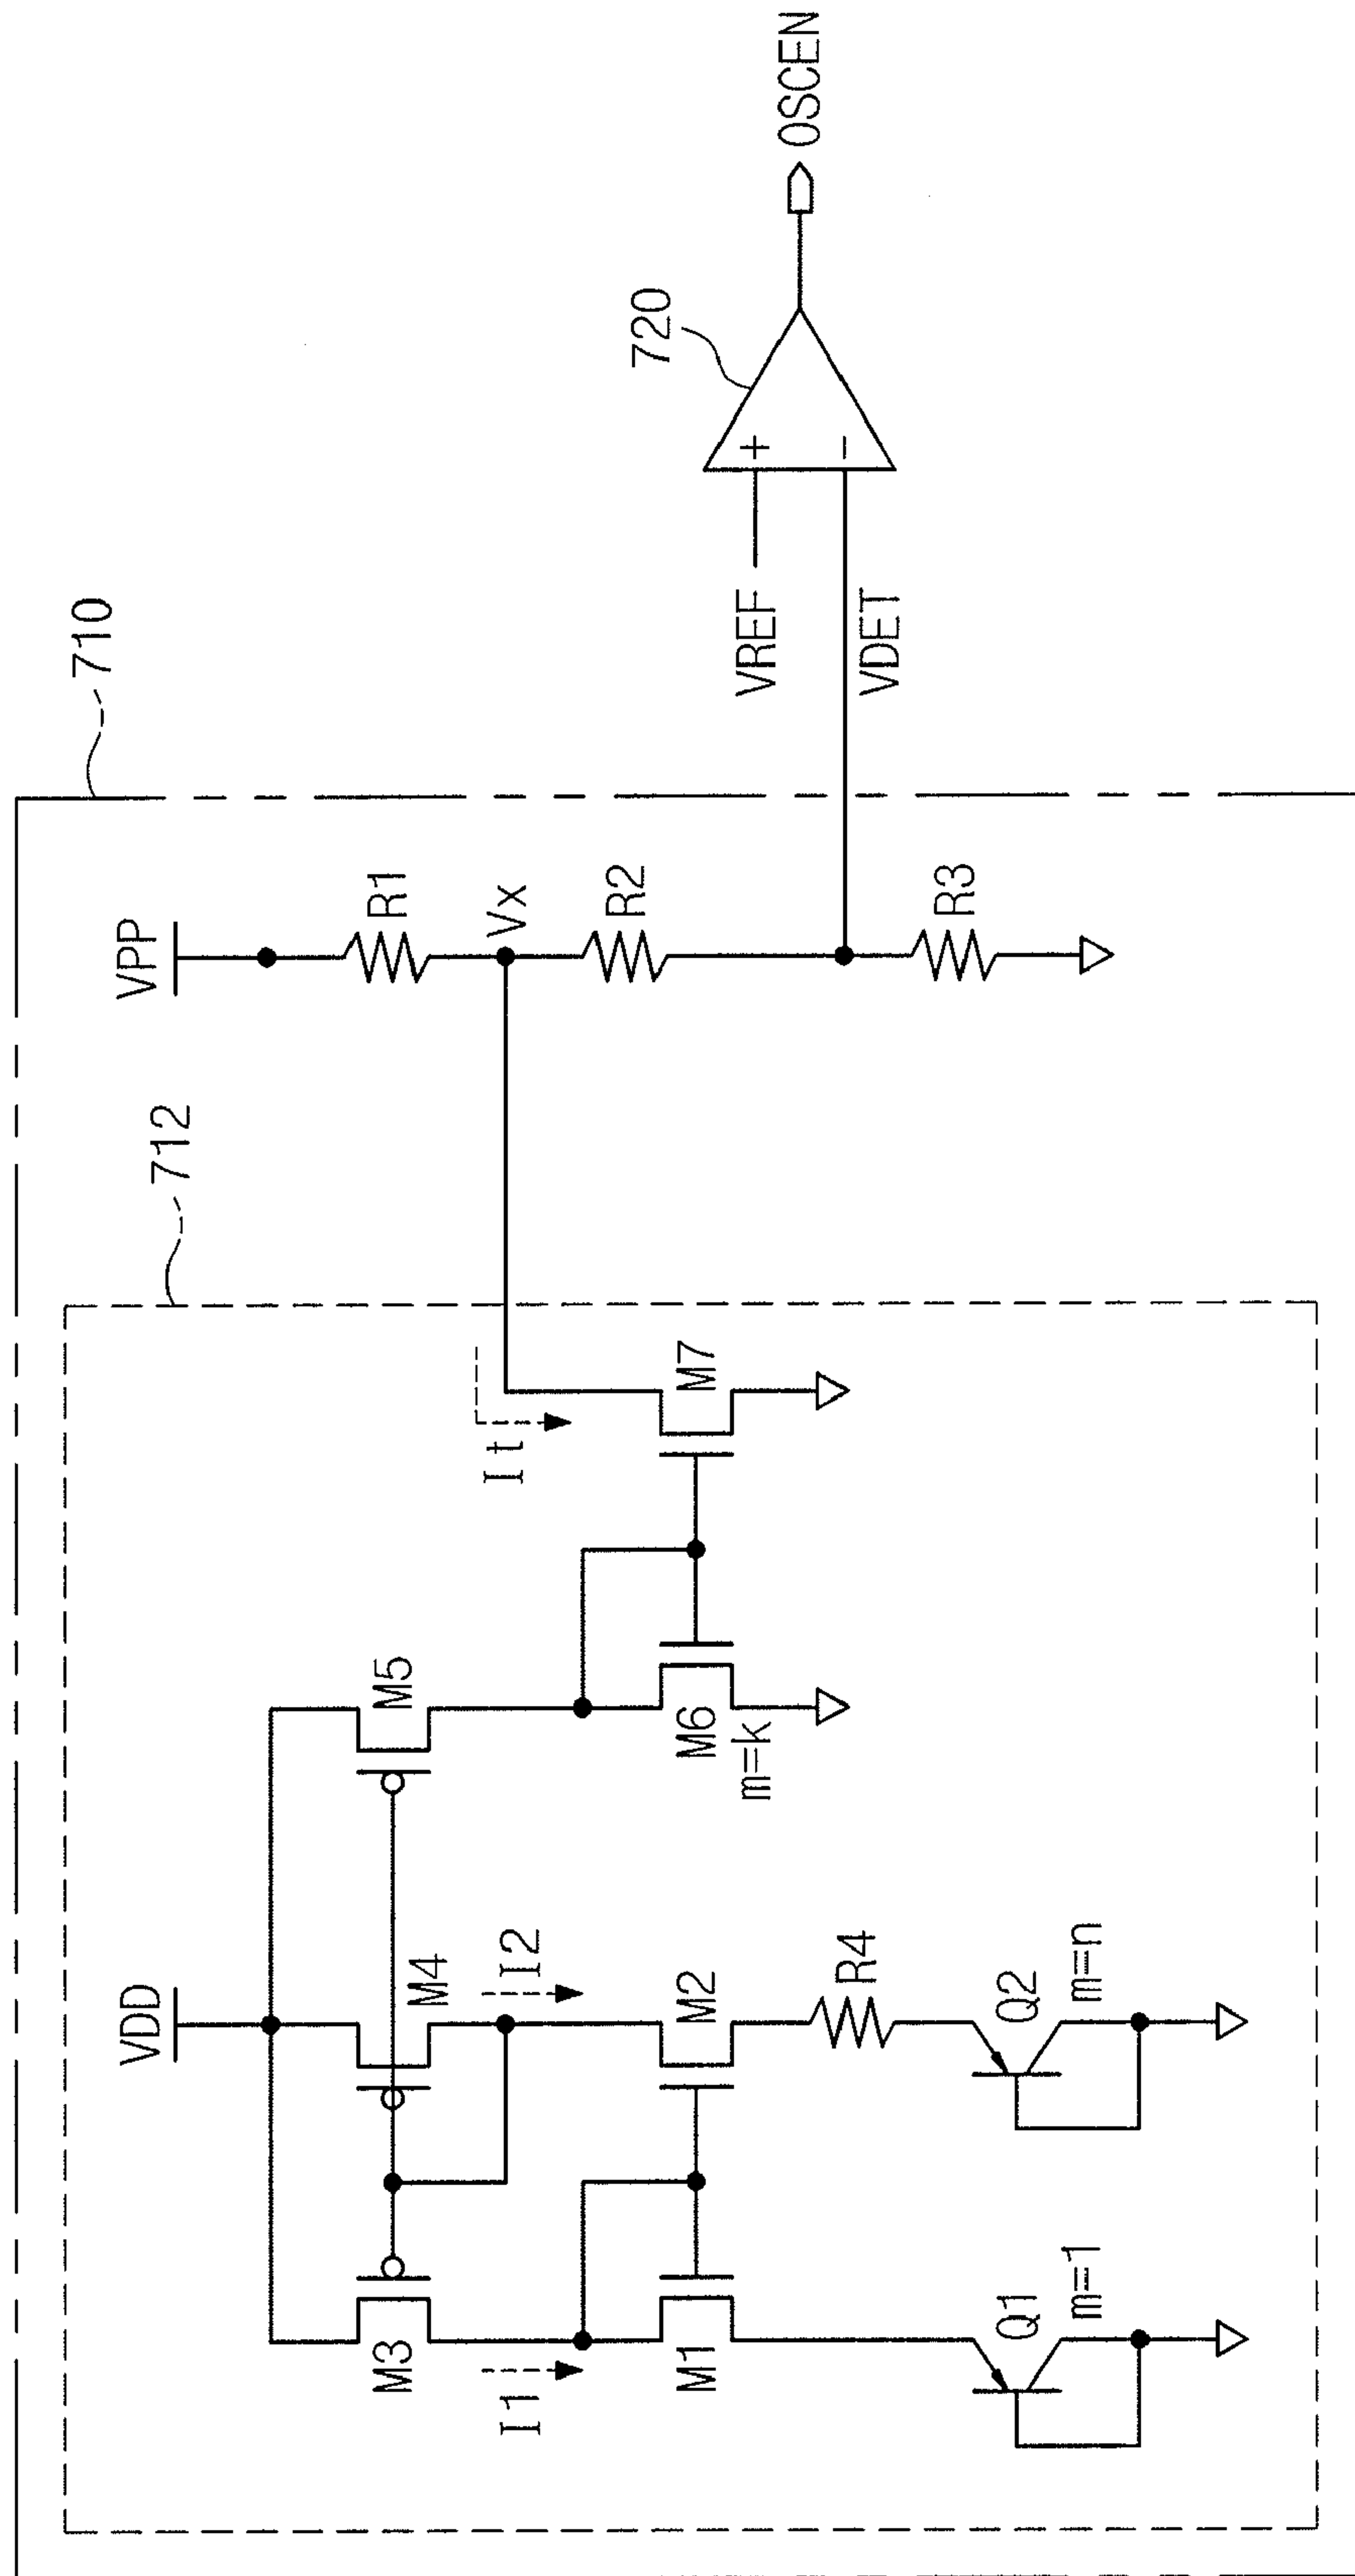 710
712
VDD
VPP
M3
M4
M5
R1
I1
I2
It
Vx
R2
M1
M2
M6
m=k
M7
R4
R3
Q1
m=1
Q2
m=n
VREF
VDET
720
+
-
OSCEN